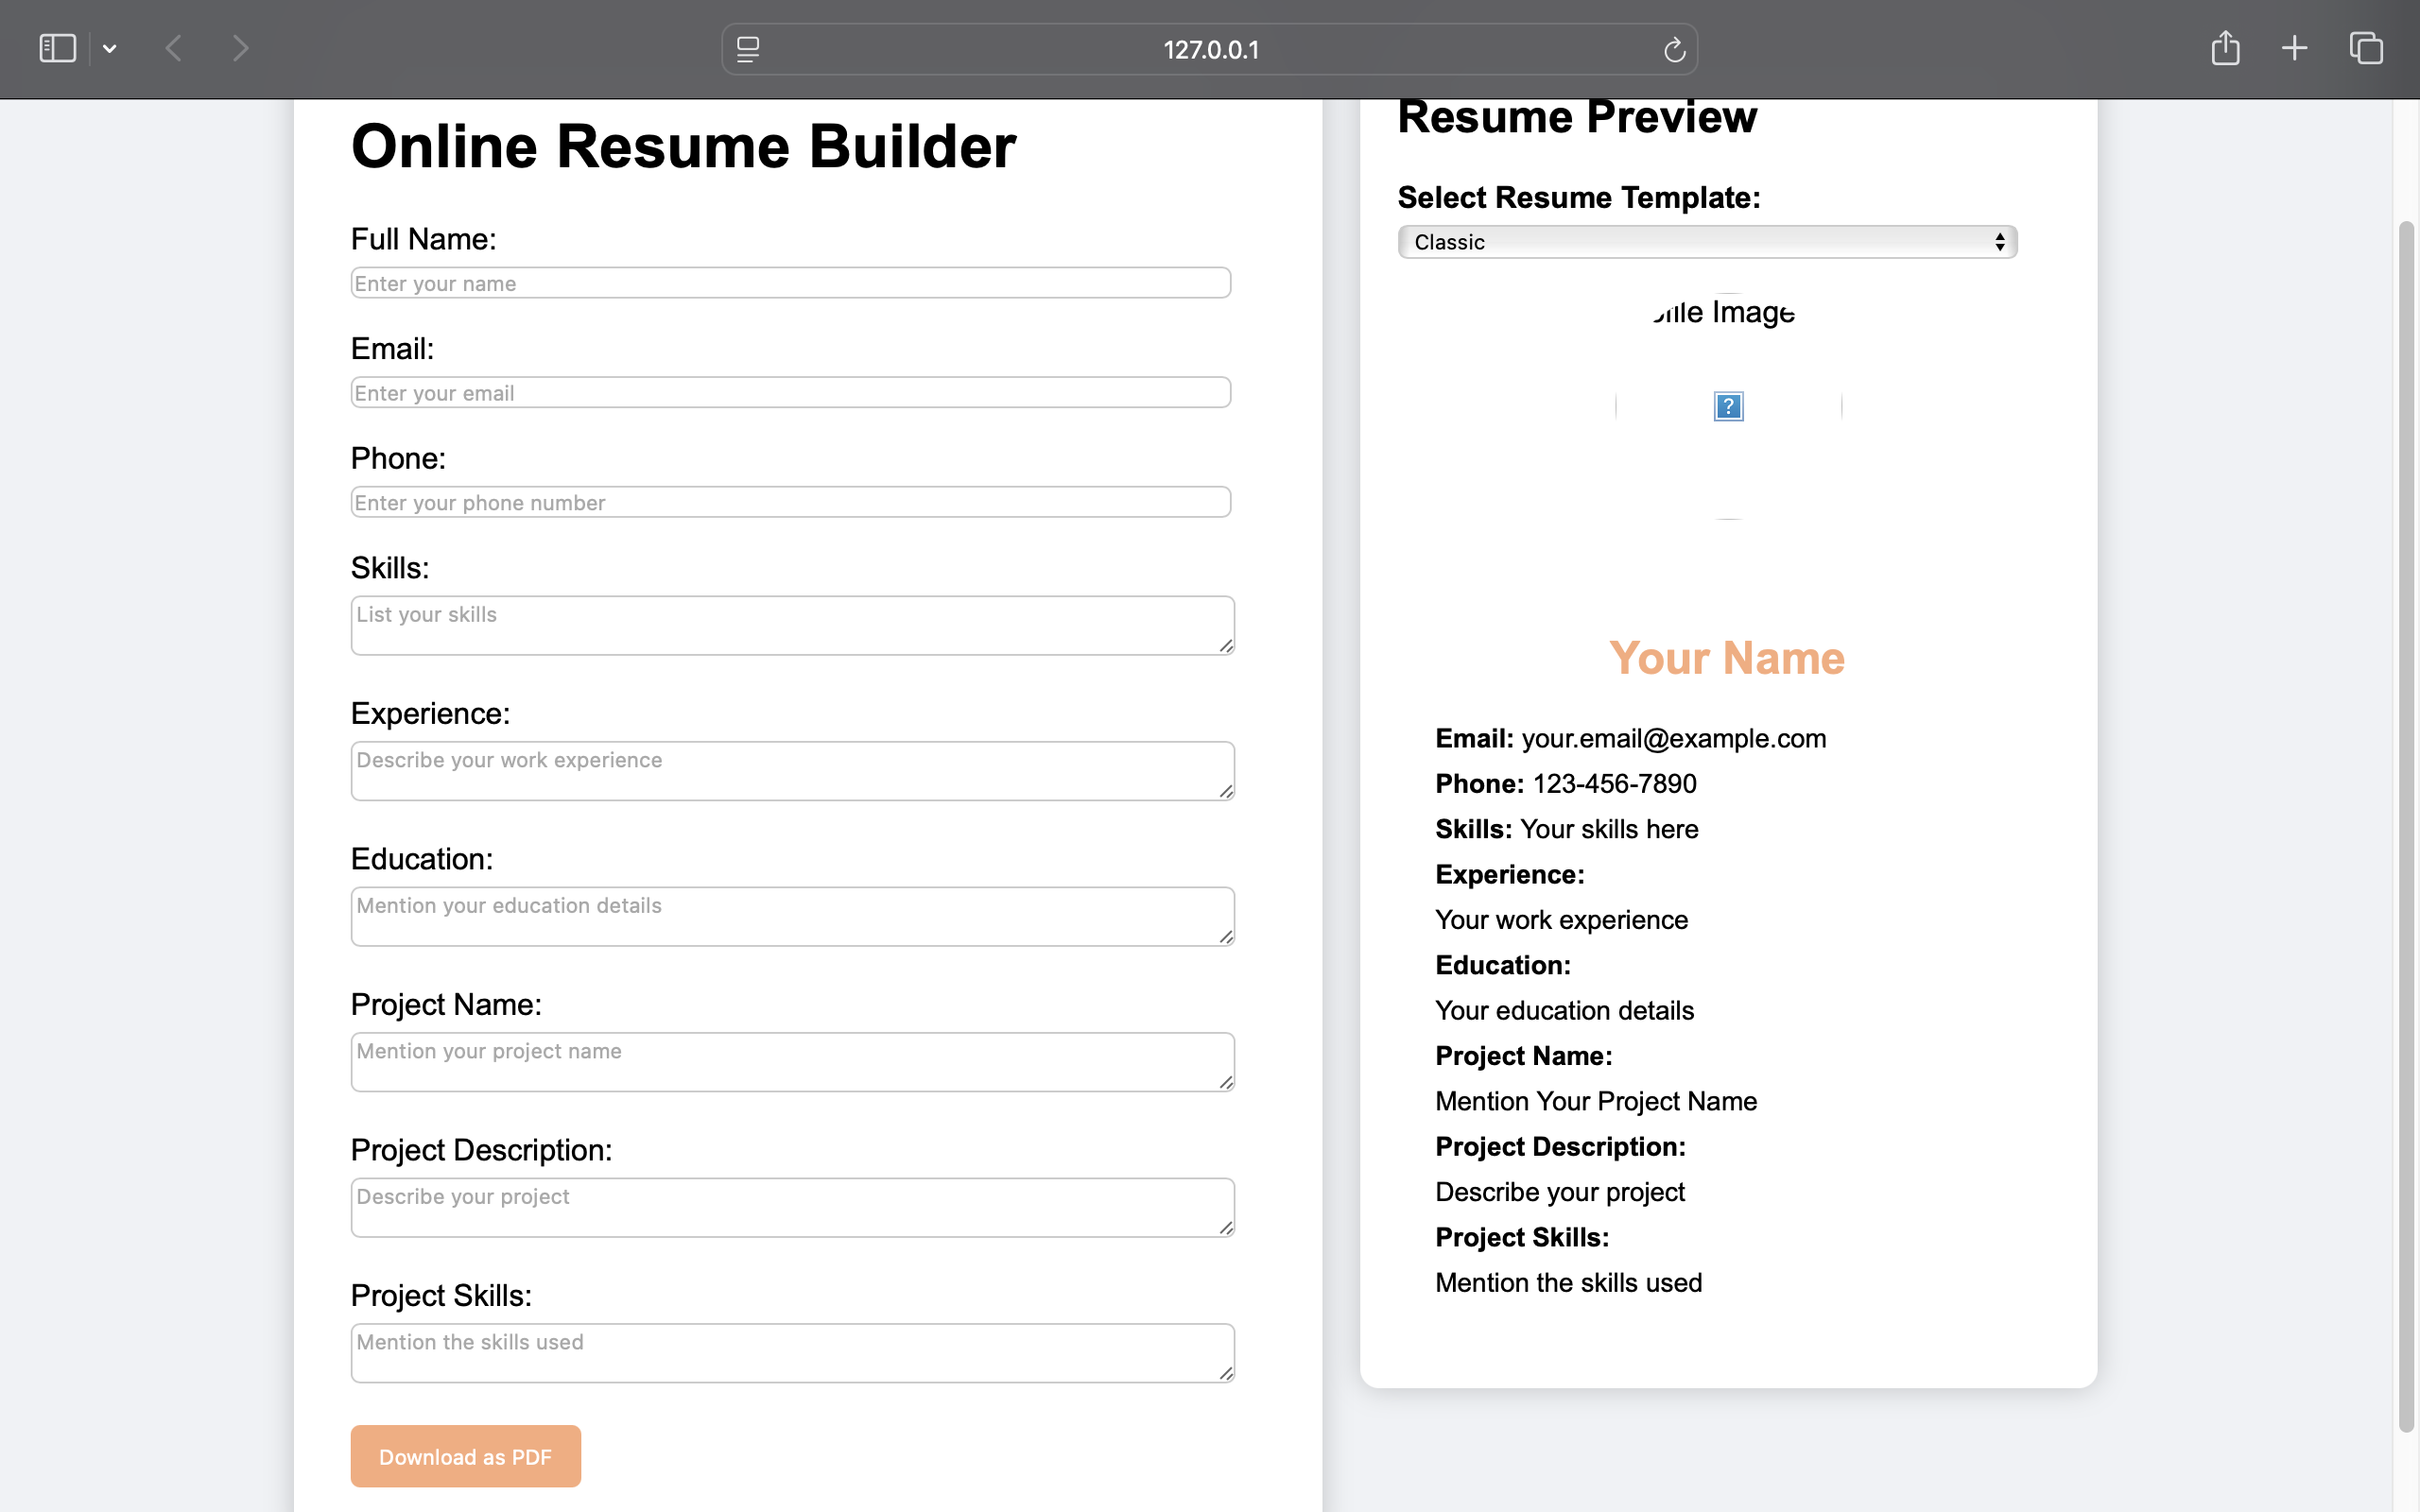 127.0.0.1
Online Resume Builder
Full Name:
Enter your name
Email:
Enter your email
Phone:
Enter your phone number
Skills:
List your skills
Experience:
Describe your work experience
Education:
Mention your education details
Project Name:
Mention your project name
Project Description:
Describe your project
Project Skills:
Mention the skills used
Download as PDF
Resume Preview
Select Resume Template:
Classic
Image
?
Your Name
Email: your.email@example.com
Phone: 123-456-7890
Skills: Your skills here
Experience:
Your work experience
Education:
Your education details
Project Name:
Mention Your Project Name
Project Description:
Describe your project
Project Skills:
Mention the skills used